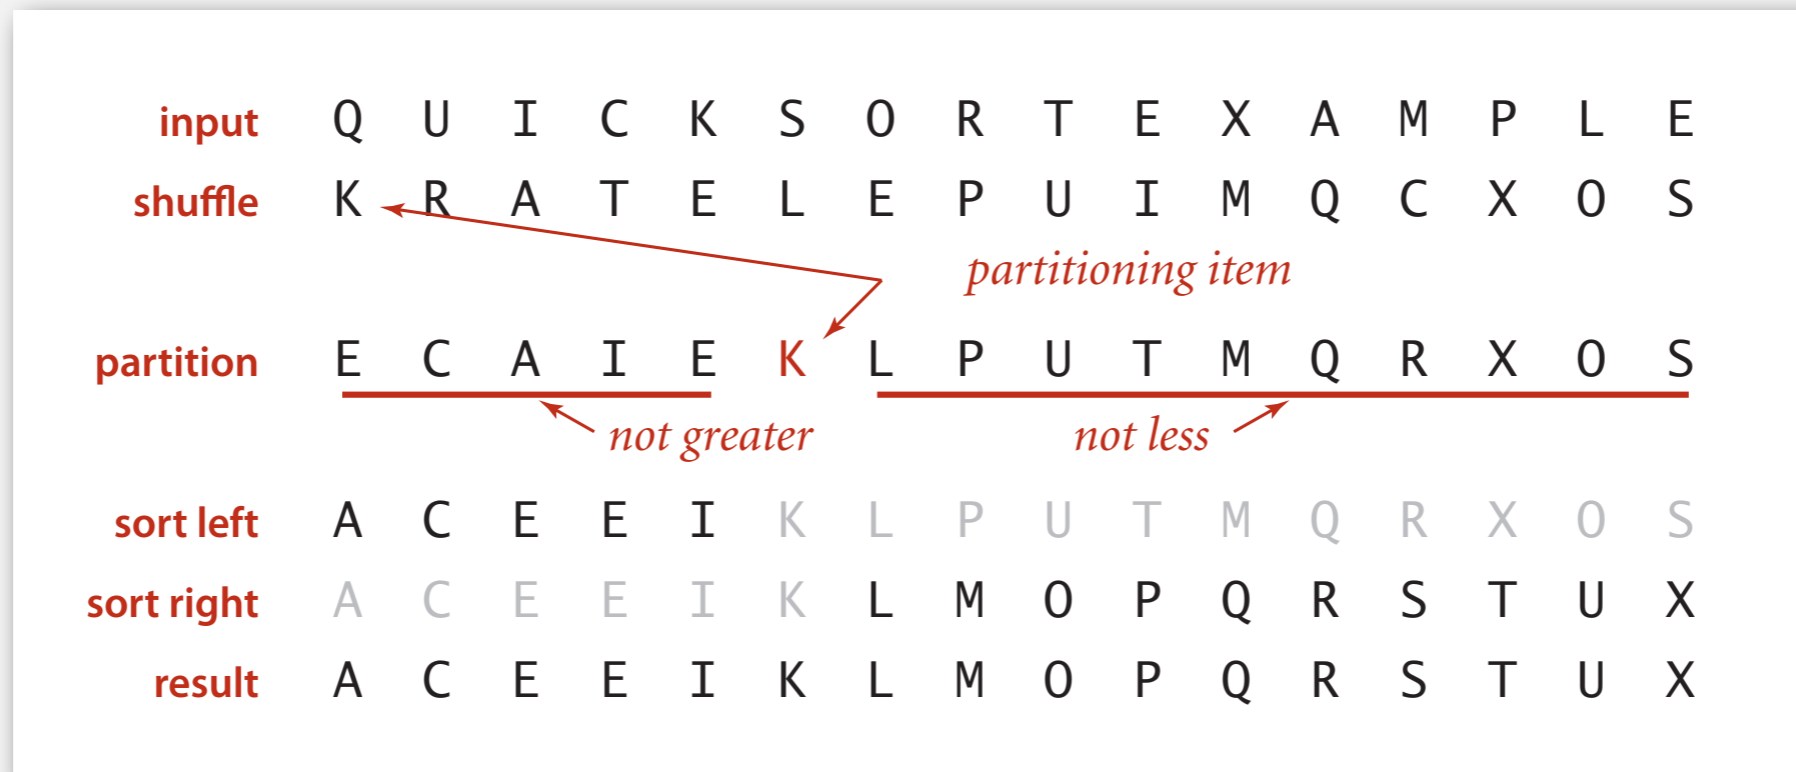 input Q U I C K S O R T E X A M P L E
shuffle K R A T E L E P U I M Q C X O S
partitioning item
partition E C A I E K L P U T M Q R X O S
not greater not less
sort left A C E E I K L P U T M Q R X O S
sort right A C E E I K L M O P Q R S T U X
result A C E E I K L M O P Q R S T U X